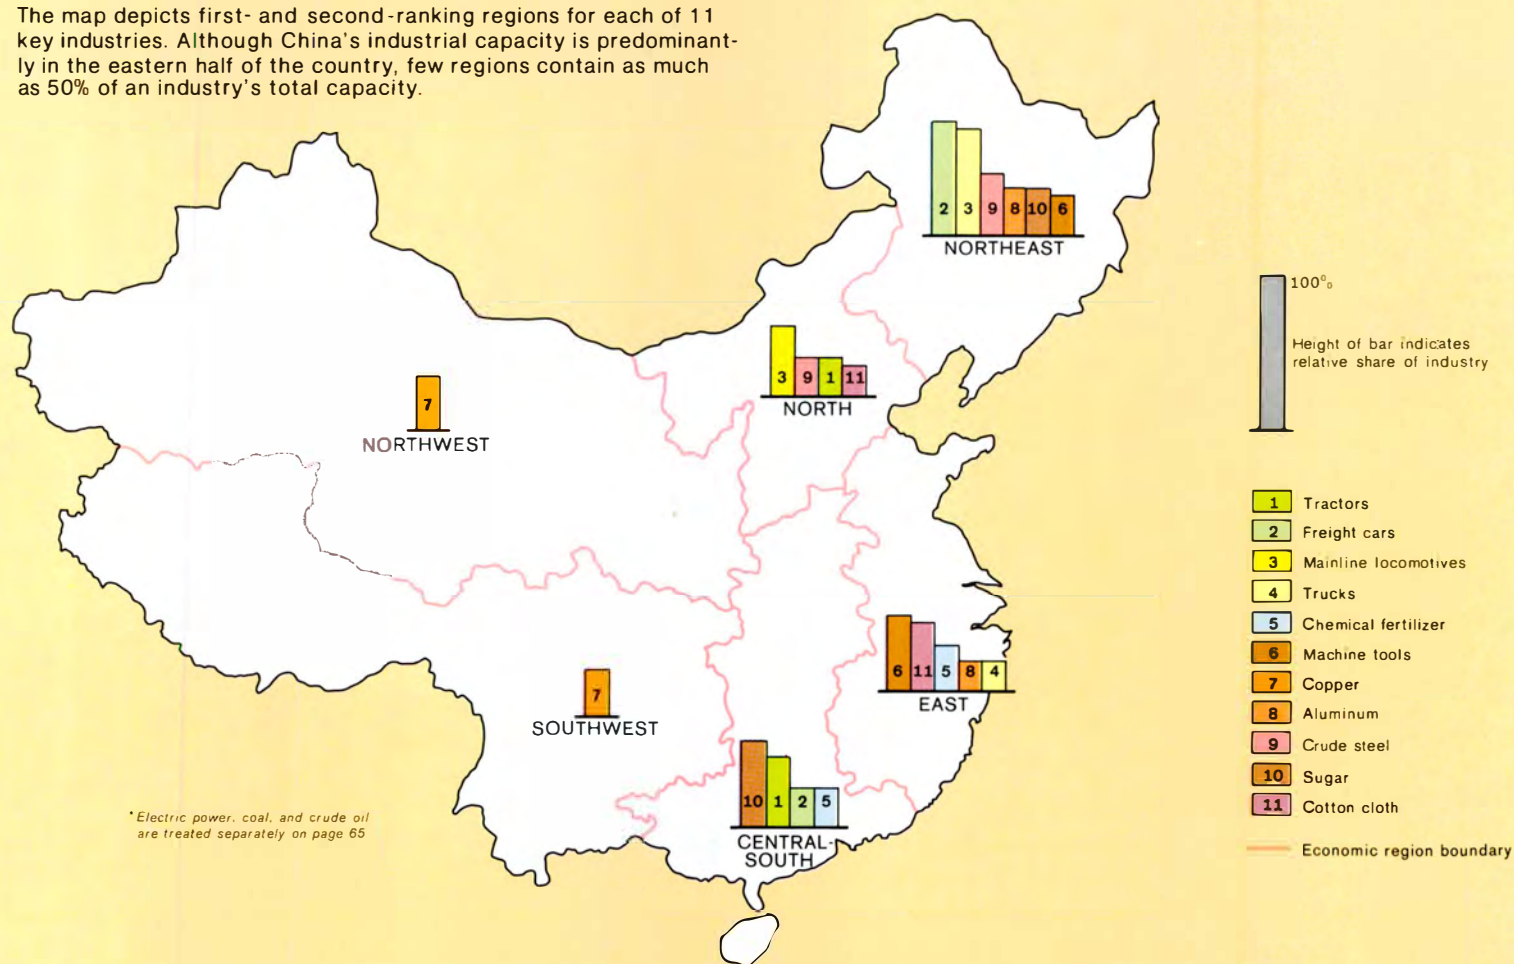 The map depicts first- and second-ranking regions for each of 11
key industries. Although China's industrial capacity is predominant-
ly in the eastern half of the country, few regions contain as much
as 50% of an industry's total capacity.
2 3 9 8 10 6
NORTHEAST
100%
Height of bar indicates
relative share of industry
3 9 1 11
NORTH
7
NORTHWEST
1 Tractors
2 Freight cars
3 Mainline locomotives
4 Trucks
5 Chemical fertilizer
6 Machine tools
7 Copper
8 Aluminum
9 Crude steel
10 Sugar
11 Cotton cloth
Economic region boundary
6 11 5 8 4
EAST
7
SOUTHWEST
10 1 2 5
CENTRAL-
SOUTH
*Electric power, coal, and crude oil
are treated separately on page 65